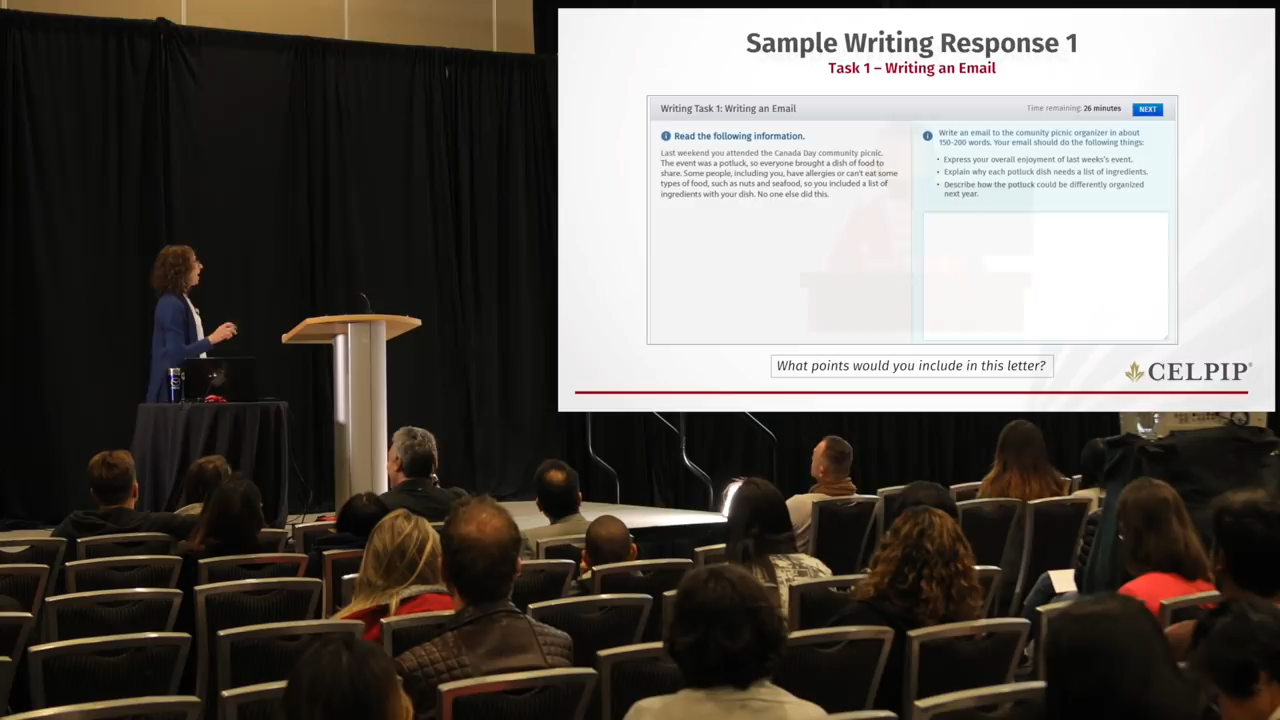 Sample Writing Response 1
Task 1 – Writing an Email
Writing Task 1: Writing an Email
Time remaining: 26 minutes
NEXT
Read the following information.
Last weekend you attended the Canada Day community picnic.
The event was a potluck, so everyone brought a dish of food to
share. Some people, including you, have allergies or can't eat some
types of food, such as nuts and seafood, so you included a list of
ingredients with your dish. No one else did this.
Write an email to the comunity picnic organizer in about
150-200 words. Your email should do the following things:
• Express your overall enjoyment of last weeks's event.
• Explain why each potluck dish needs a list of ingredients.
• Describe how the potluck could be differently organized
next year.
What points would you include in this letter?
CELPIP®